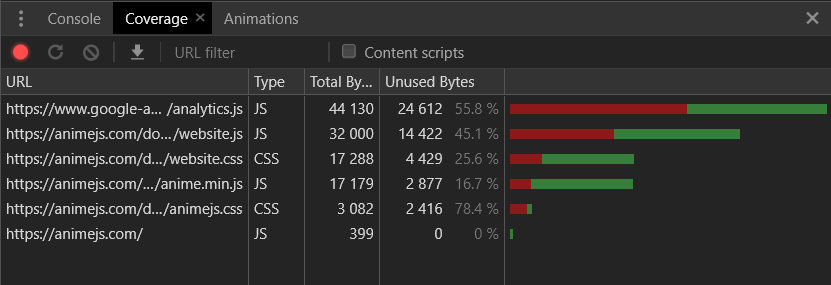 Console Coverage × Animations ×
URL filter Content scripts
URL Type Total By... Unused Bytes
https://www.google-a... /analytics.js JS 44 130 24 612 55.8 %
https://animejs.com/do.../website.js JS 32 000 14 422 45.1 %
https://animejs.com/d.../website.css CSS 17 288 4 429 25.6 %
https://animejs.com/.../anime.min.js JS 17 179 2 877 16.7 %
https://animejs.com/d.../animejs.css CSS 3 082 2 416 78.4 %
https://animejs.com/ JS 399 0 0 %